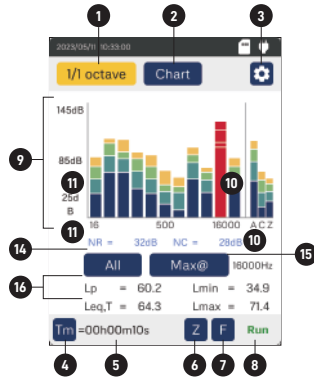 1 2 3
2023/05/11 10:33:00
1/1 octave Chart
145dB
9
85dB
11 10
25d
B
11 16 500 16000 A C Z
14 NR = 32dB NC = 28dB 10
All Max@ 16000Hz 15
16 Lp = 60.2 Lmin = 34.9
Leq,T = 64.3 Lmax = 71.4
Tm =00h00m10s Z F Run
4 5 6 7 8